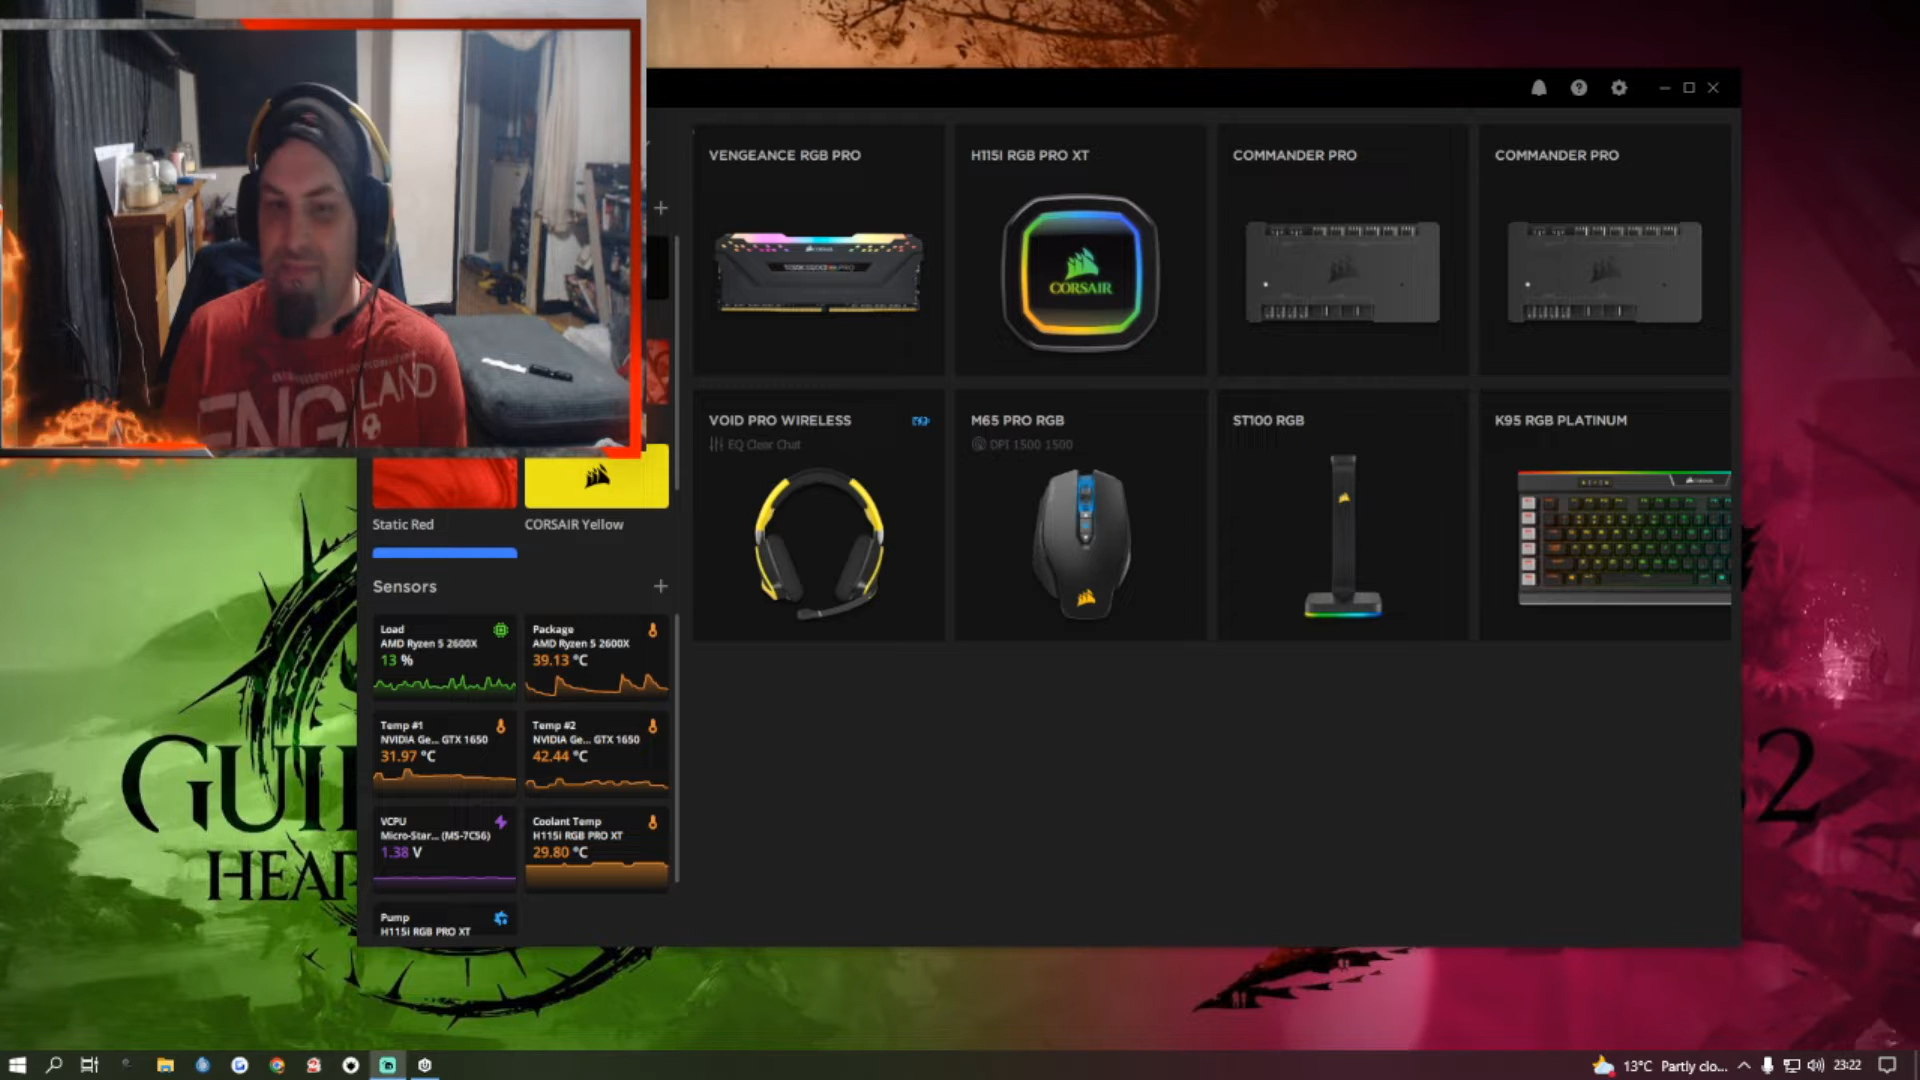 ENGLAND
VENGEANCE RGB PRO
H115I RGB PRO XT
COMMANDER PRO
COMMANDER PRO
CORSAIR
VOID PRO WIRELESS
EQ Clear Chat
M65 PRO RGB
DPI 1500 1500
ST100 RGB
K95 RGB PLATINUM
Static Red
CORSAIR Yellow
Sensors
Load
AMD Ryzen 5 2600X
13 %
Package
AMD Ryzen 5 2600X
39.13 °C
Temp #1
NVIDIA Ge... GTX 1650
31.97 °C
Temp #2
NVIDIA Ge... GTX 1650
42.44 °C
VCPU
Micro-Star... (MS-7C56)
1.38 V
Coolant Temp
H115i RGB PRO XT
29.80 °C
Pump
H115i RGB PRO XT
GUIL
2
HEAR
13°C Partly clo...
23:22